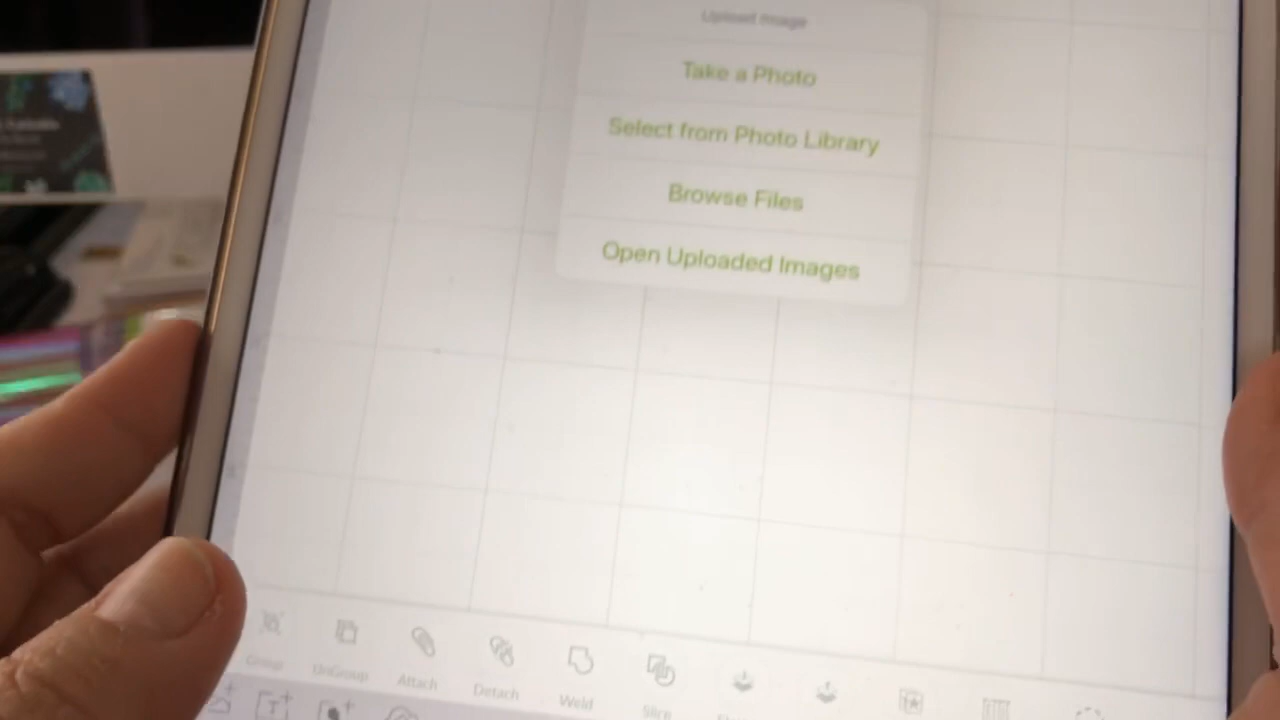 Upload Image
Take a Photo
Select from Photo Library
Browse Files
Open Uploaded Images
Group
UnGroup
Attach
Detach
Weld
Slice